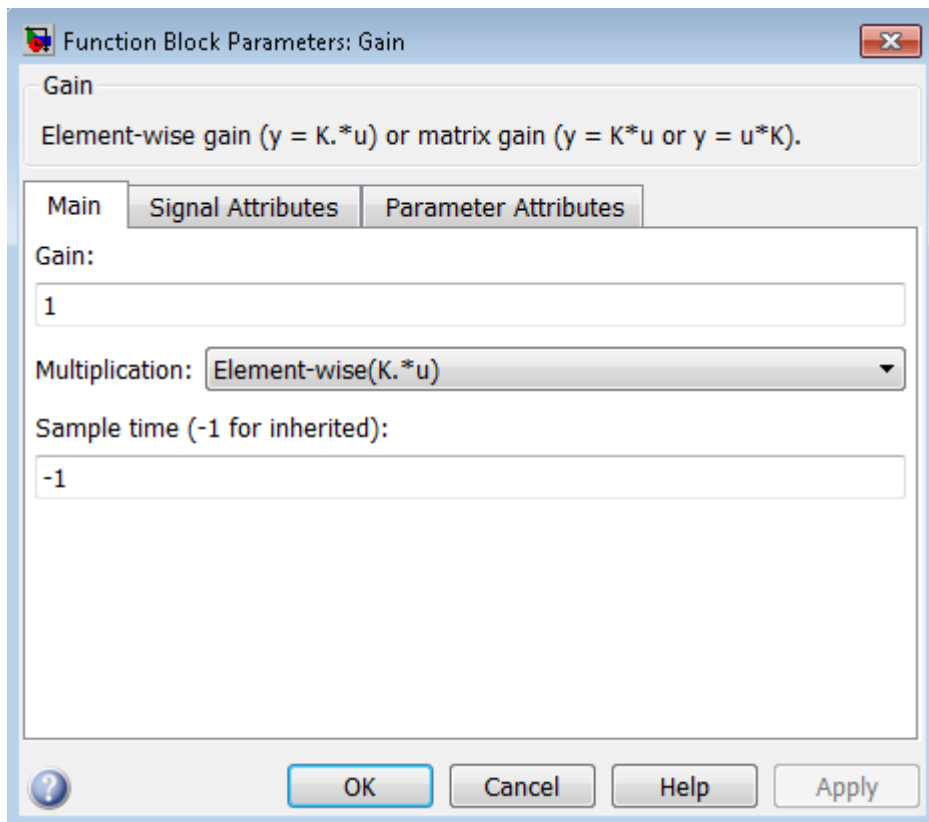 Function Block Parameters: Gain
Gain
Element-wise gain (y = K.*u) or matrix gain (y = K*u or y = u*K).
Main Signal Attributes Parameter Attributes
Gain:
1
Multiplication: Element-wise(K.*u)
Sample time (-1 for inherited):
-1
OK Cancel Help Apply